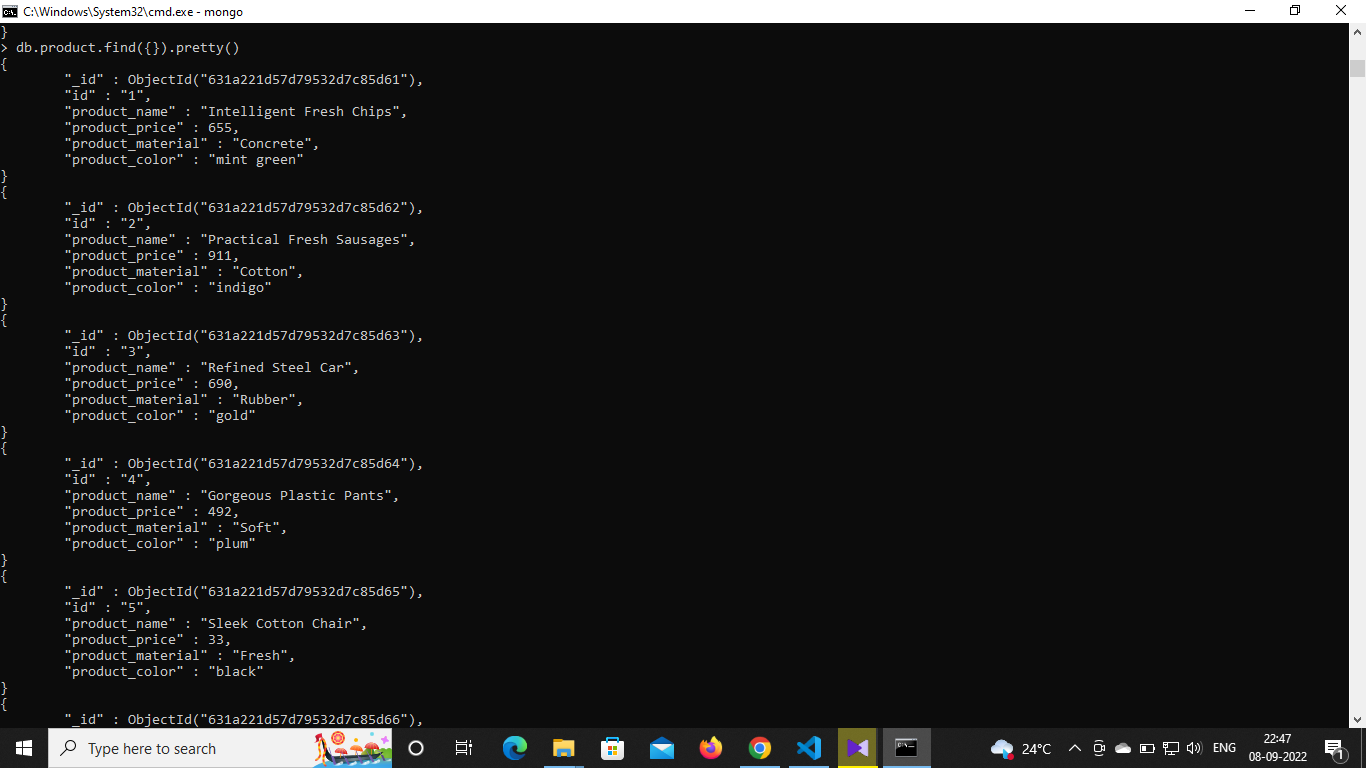 C:\Windows\System32\cmd.exe - mongo
}
> db.product.find({}).pretty()
{
"_id" : ObjectId("631a221d57d79532d7c85d61"),
"id" : "1",
"product_name" : "Intelligent Fresh Chips",
"product_price" : 655,
"product_material" : "Concrete",
"product_color" : "mint green"
}
{
"_id" : ObjectId("631a221d57d79532d7c85d62"),
"id" : "2",
"product_name" : "Practical Fresh Sausages",
"product_price" : 911,
"product_material" : "Cotton",
"product_color" : "indigo"
}
{
"_id" : ObjectId("631a221d57d79532d7c85d63"),
"id" : "3",
"product_name" : "Refined Steel Car",
"product_price" : 690,
"product_material" : "Rubber",
"product_color" : "gold"
}
{
"_id" : ObjectId("631a221d57d79532d7c85d64"),
"id" : "4",
"product_name" : "Gorgeous Plastic Pants",
"product_price" : 492,
"product_material" : "Soft",
"product_color" : "plum"
}
{
"_id" : ObjectId("631a221d57d79532d7c85d65"),
"id" : "5",
"product_name" : "Sleek Cotton Chair",
"product_price" : 33,
"product_material" : "Fresh",
"product_color" : "black"
}
{
"_id" : ObjectId("631a221d57d79532d7c85d66"),
Type here to search
24°C
ENG
22:47
08-09-2022
1